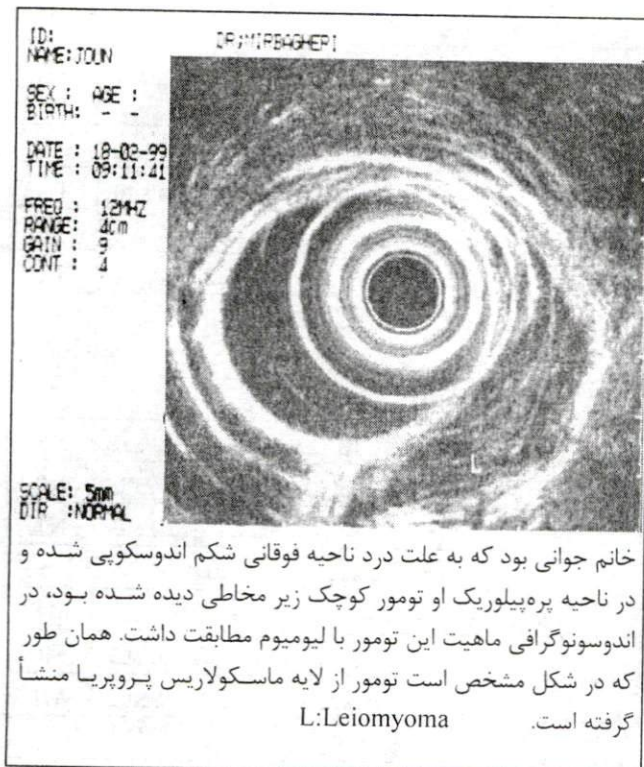 ID:
NAME:JOUN
DR;MIRBAGHERI
SEX : AGE :
BIRTH: - -
DATE : 18-02-99
TIME : 09:11:41
FREQ : 12MHZ
RANGE: 4cm
GAIN : 9
CONT : 4
L
SCALE: 5mm
DIR :NORMAL
خانم جوانی بود که به علت درد ناحیه فوقانی شکم اندوسکوپی شده و
در ناحیه پره‌پیلوریک او تومور کوچک زیر مخاطی دیده شده بود، در
اندوسونوگرافی ماهیت این تومور با لیومیوم مطابقت داشت. همان طور
که در شکل مشخص است تومور از لایه ماسکولاریس پروپریا منشأ
گرفته است. L:Leiomyoma